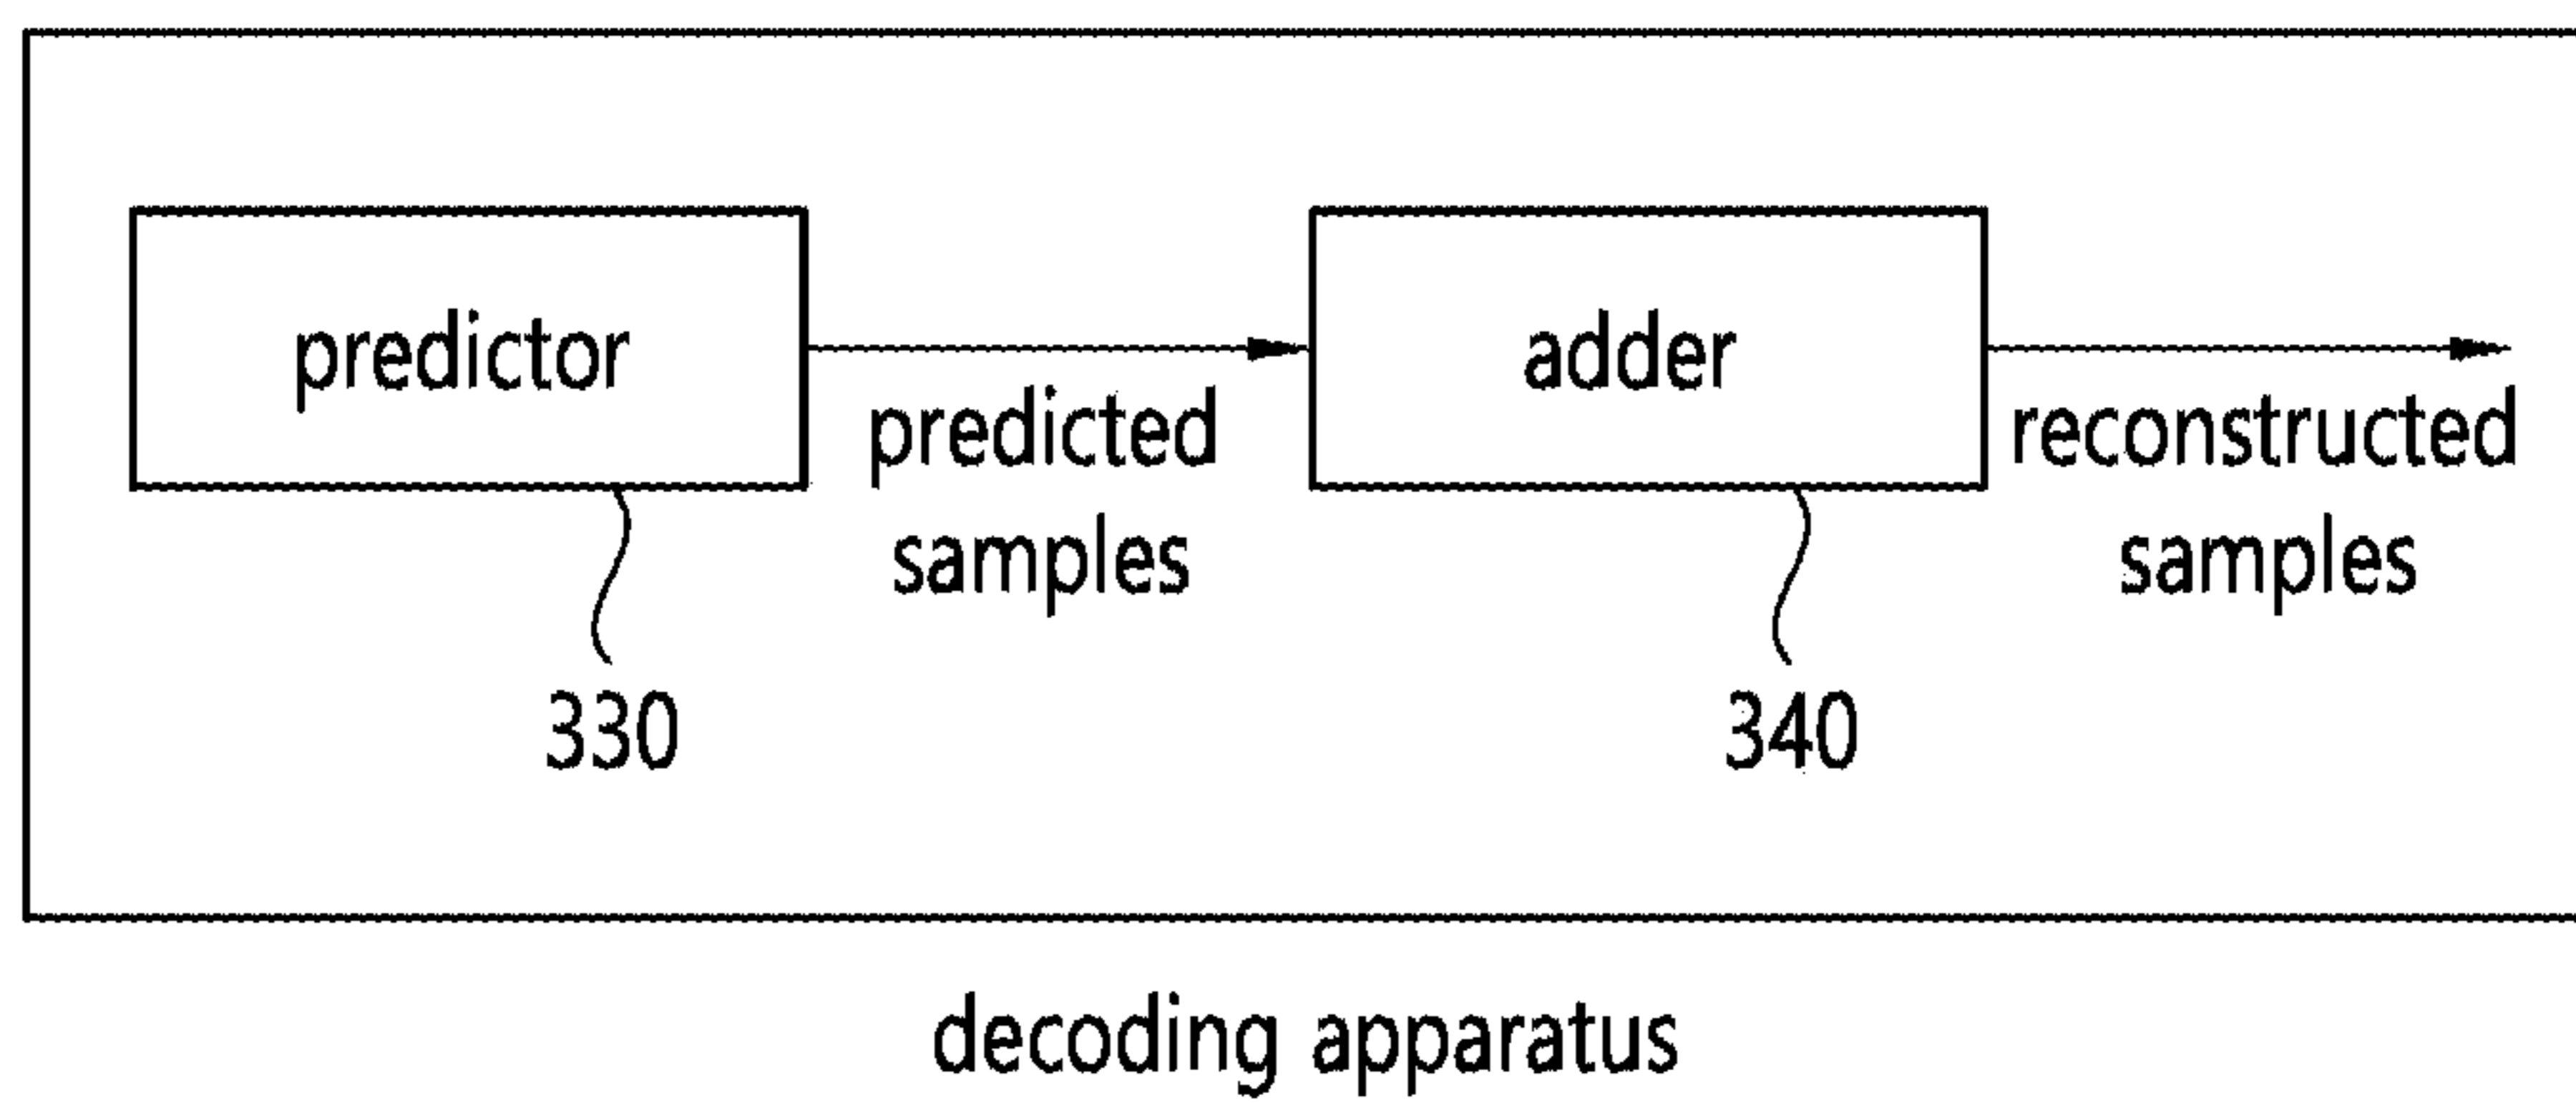 predictor
predicted
samples
adder
reconstructed
samples
330
340
decoding apparatus